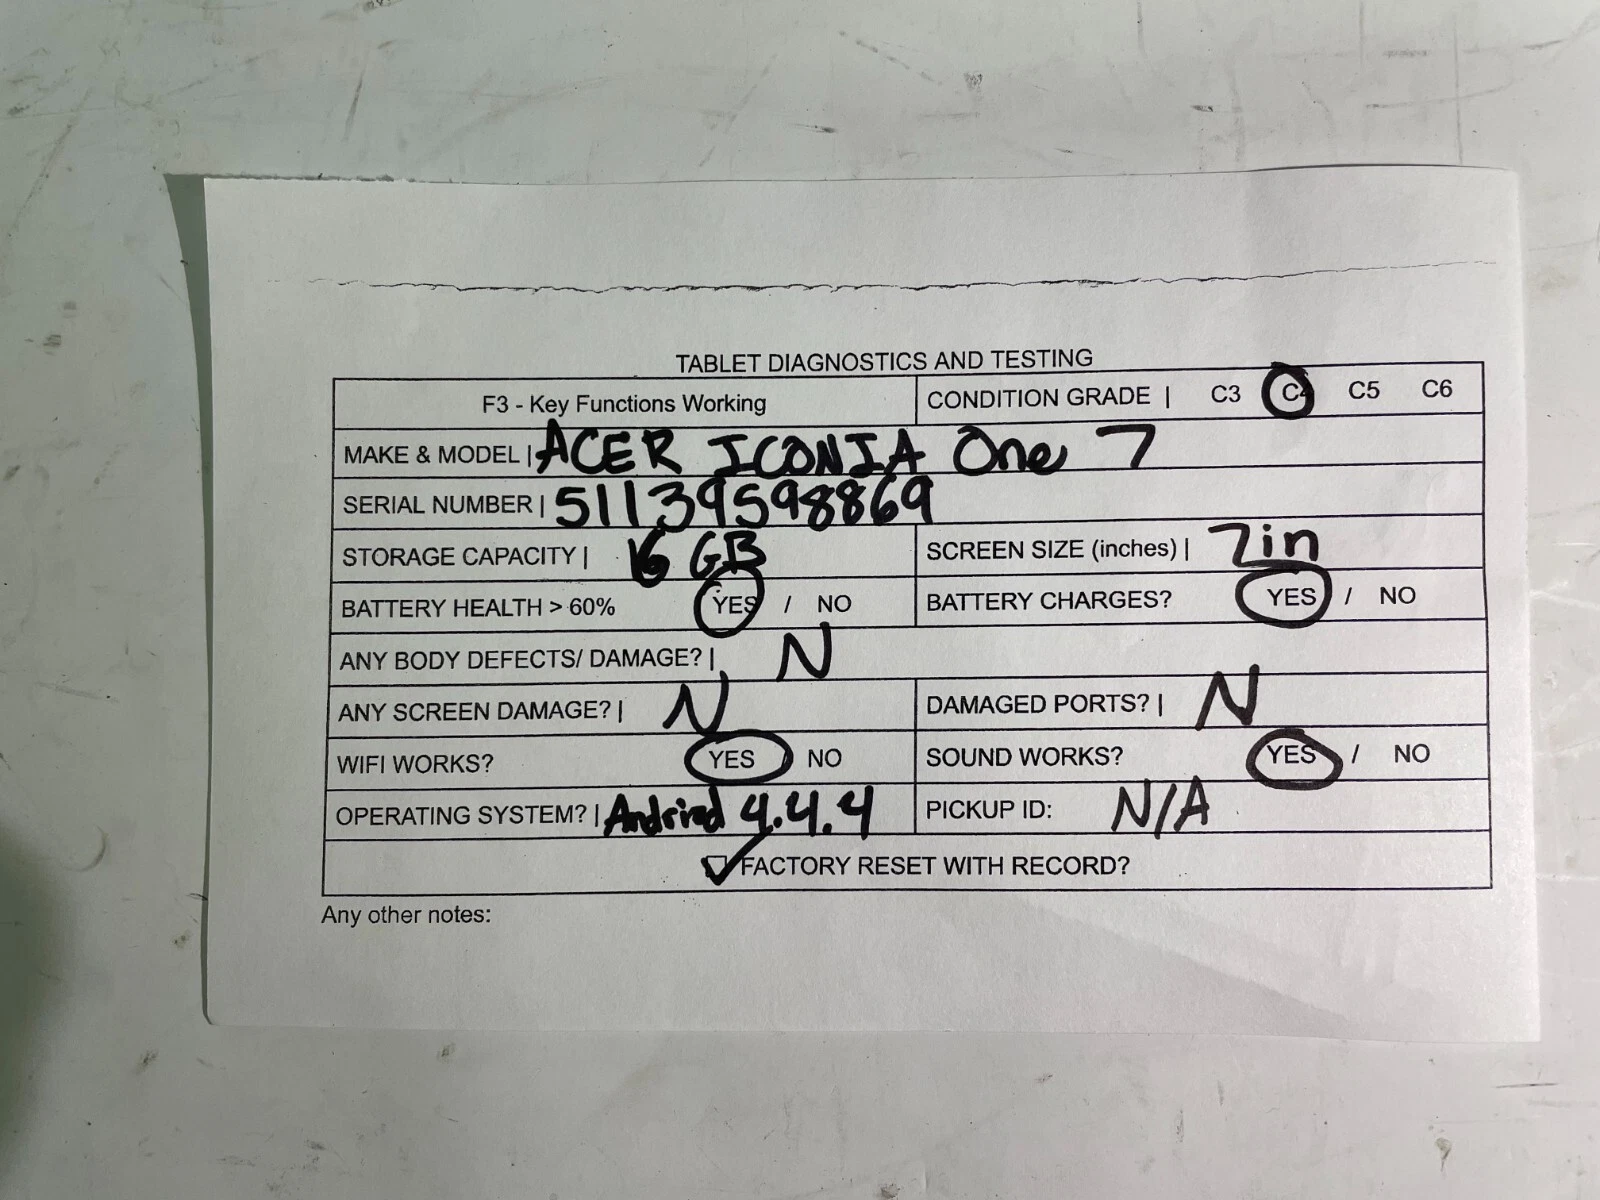 TABLET DIAGNOSTICS AND TESTING
F3 - Key Functions Working CONDITION GRADE | C3 C4 C5 C6
MAKE & MODEL | ACER ICONIA One 7
SERIAL NUMBER | 51139598869
STORAGE CAPACITY | 16 GB SCREEN SIZE (inches) | 7in
BATTERY HEALTH > 60% YES / NO BATTERY CHARGES? YES / NO
ANY BODY DEFECTS/ DAMAGE? | N
ANY SCREEN DAMAGE? | N DAMAGED PORTS? | N
WIFI WORKS? YES / NO SOUND WORKS? YES / NO
OPERATING SYSTEM? | Android 4.4.4 PICKUP ID: N/A
FACTORY RESET WITH RECORD?
Any other notes: